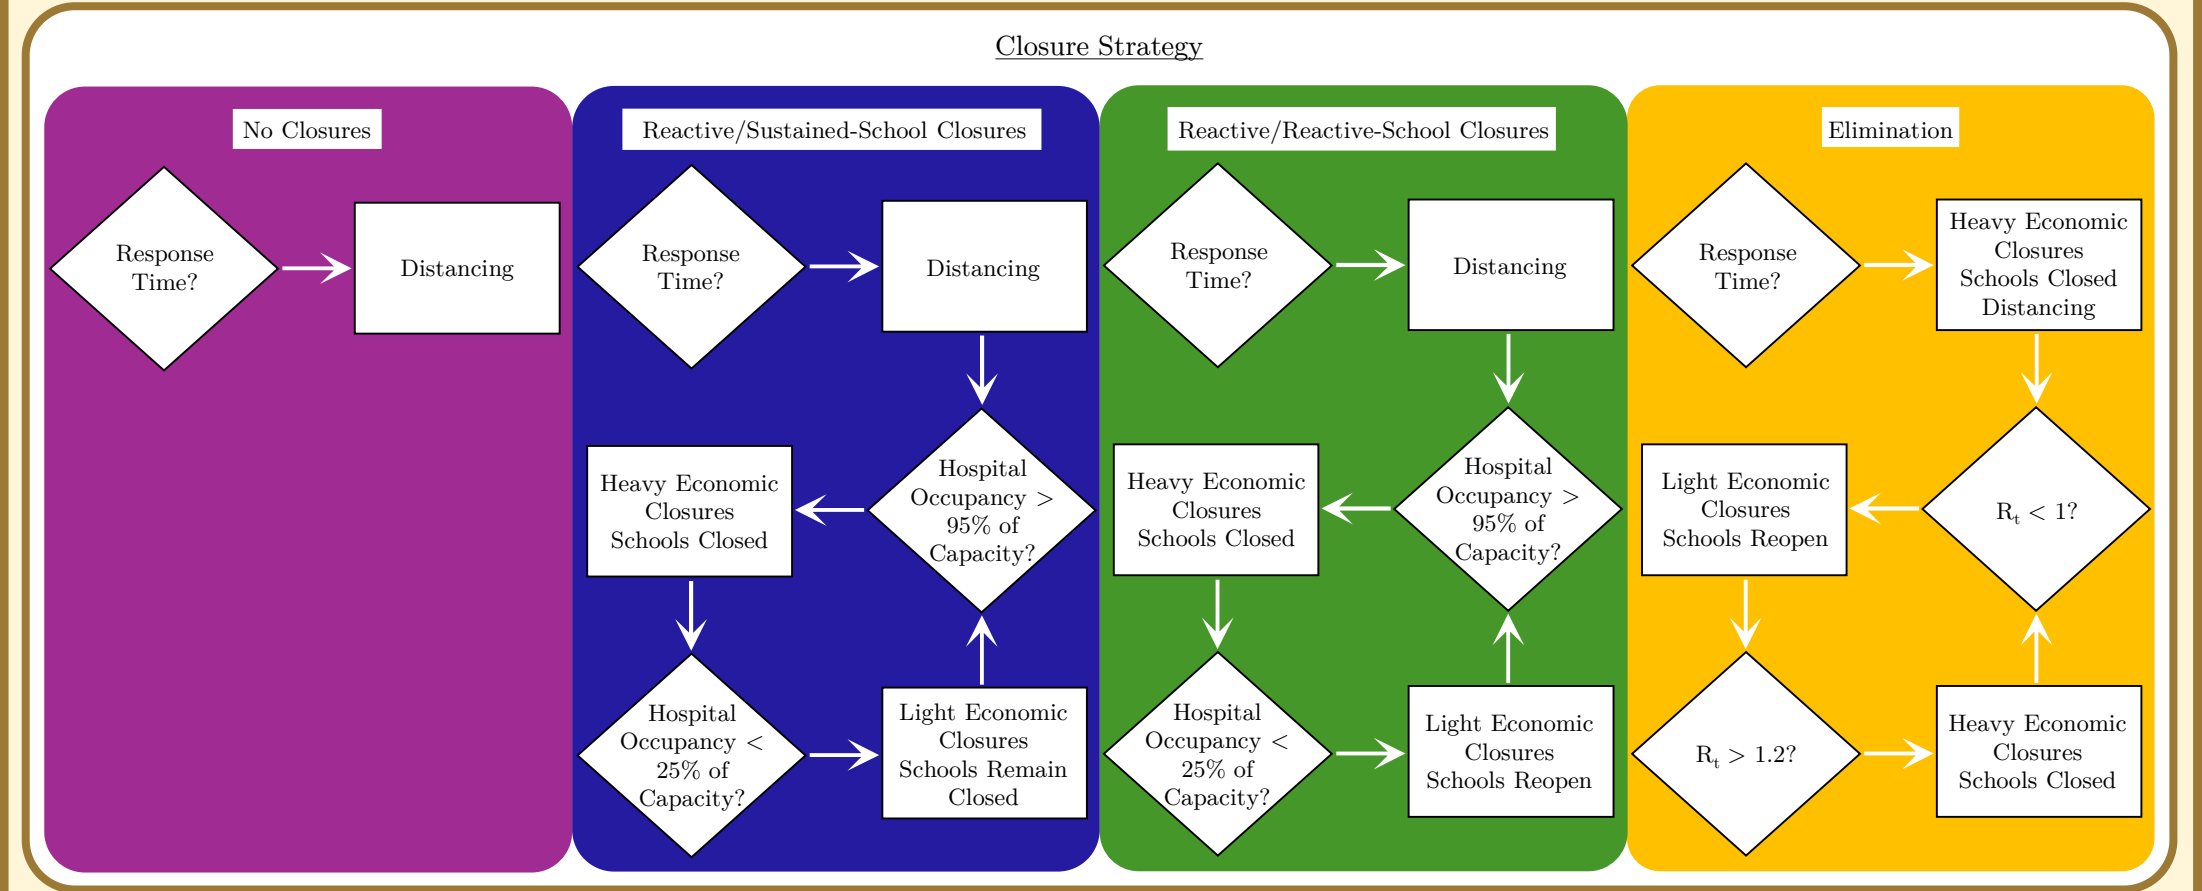 Closure Strategy
No Closures
Response
Time?
Distancing
Reactive/Sustained-School Closures
Response
Time?
Distancing
Hospital
Occupancy >
95% of
Capacity?
Heavy Economic
Closures
Schools Closed
Hospital
Occupancy <
25% of
Capacity?
Light Economic
Closures
Schools Remain
Closed
Reactive/Reactive-School Closures
Response
Time?
Distancing
Hospital
Occupancy >
95% of
Capacity?
Heavy Economic
Closures
Schools Closed
Hospital
Occupancy <
25% of
Capacity?
Light Economic
Closures
Schools Reopen
Elimination
Response
Time?
Heavy Economic
Closures
Schools Closed
Distancing
Rt < 1?
Light Economic
Closures
Schools Reopen
Rt > 1.2?
Heavy Economic
Closures
Schools Closed